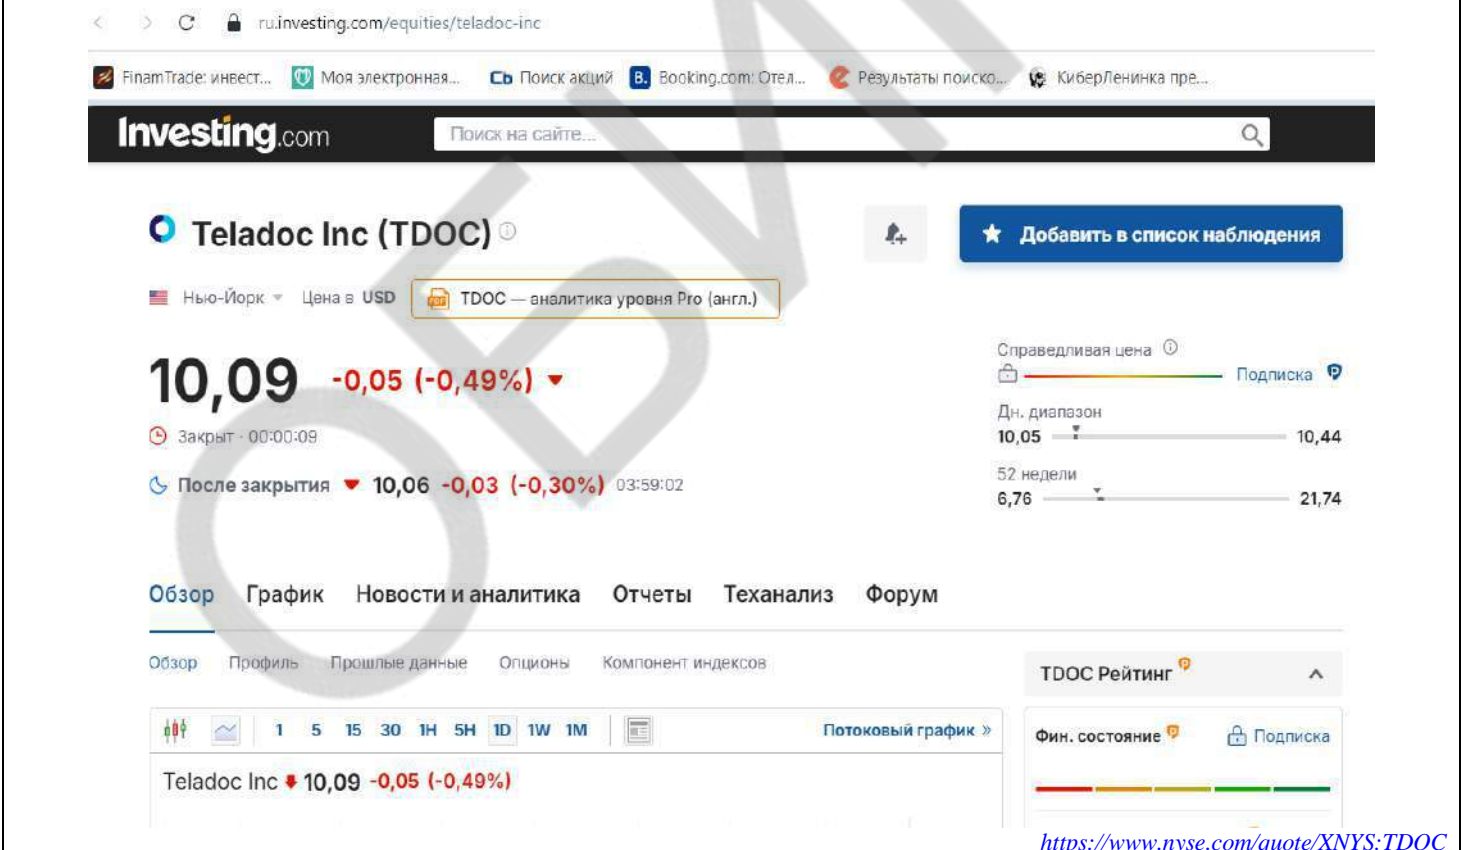 ru.investing.com/equities/teladoc-inc
FinamTrade: инвест... Моя электронная... Сb Поиск акций B. Booking.com: Отел... Результаты поиско... КиберЛенинка пре...
Investing.com Поиск на сайте...
Teladoc Inc (TDOC)
Добавить в список наблюдения
Нью-Йорк Цена в USD TDOC — аналитика уровня Pro (англ.)
10,09 -0,05 (-0,49%)
Закрыт · 00:00:09
После закрытия 10,06 -0,03 (-0,30%) 03:59:02
Справедливая цена
Подписка
Дн. диапазон
10,05 10,44
52 недели
6,76 21,74
Обзор График Новости и аналитика Отчеты Теханализ Форум
Обзор Профиль Прошлые данные Опционы Компонент индексов
TDOC Рейтинг
1 5 15 30 1H 5H 1D 1W 1M Потоковый график »
Фин. состояние Подписка
Teladoc Inc 10,09 -0,05 (-0,49%)
https://www.nyse.com/quote/XNYS:TDOC